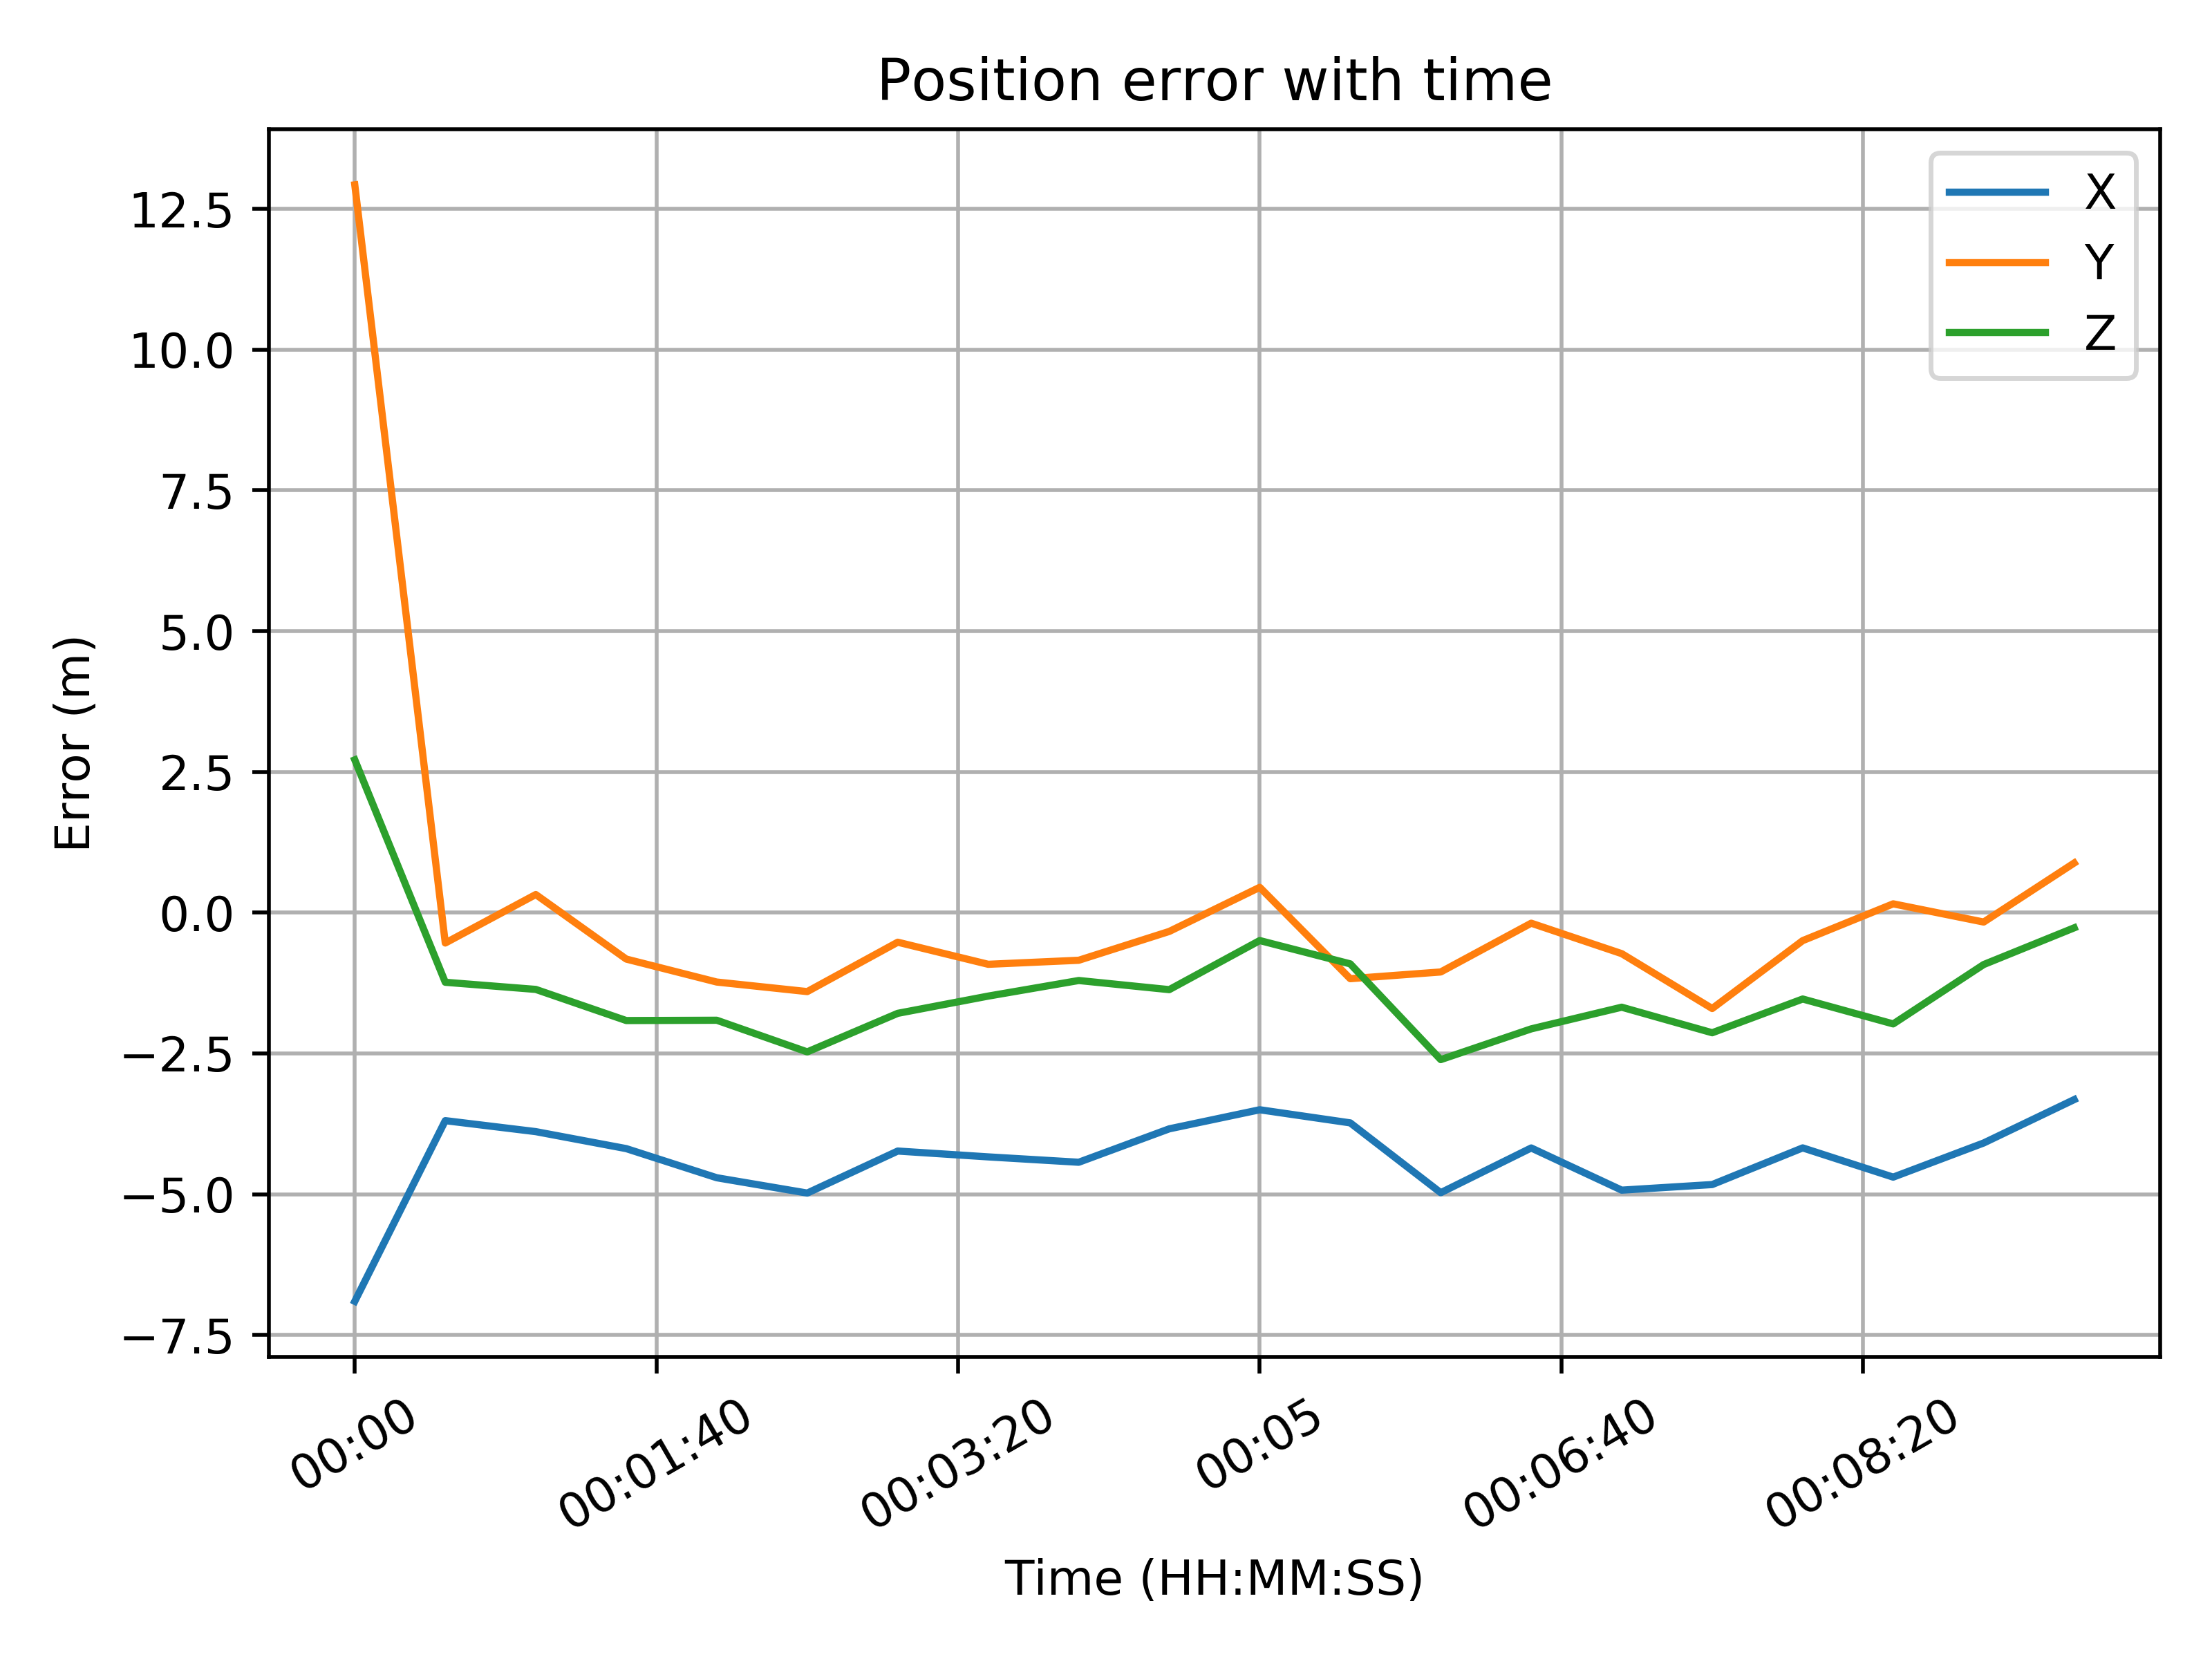 Position error with time
X
Y
Z
12.5
10.0
7.5
5.0
2.5
0.0
−2.5
−5.0
−7.5
Error (m)
00:00
00:01:40
00:03:20
00:05
00:06:40
00:08:20
Time (HH:MM:SS)